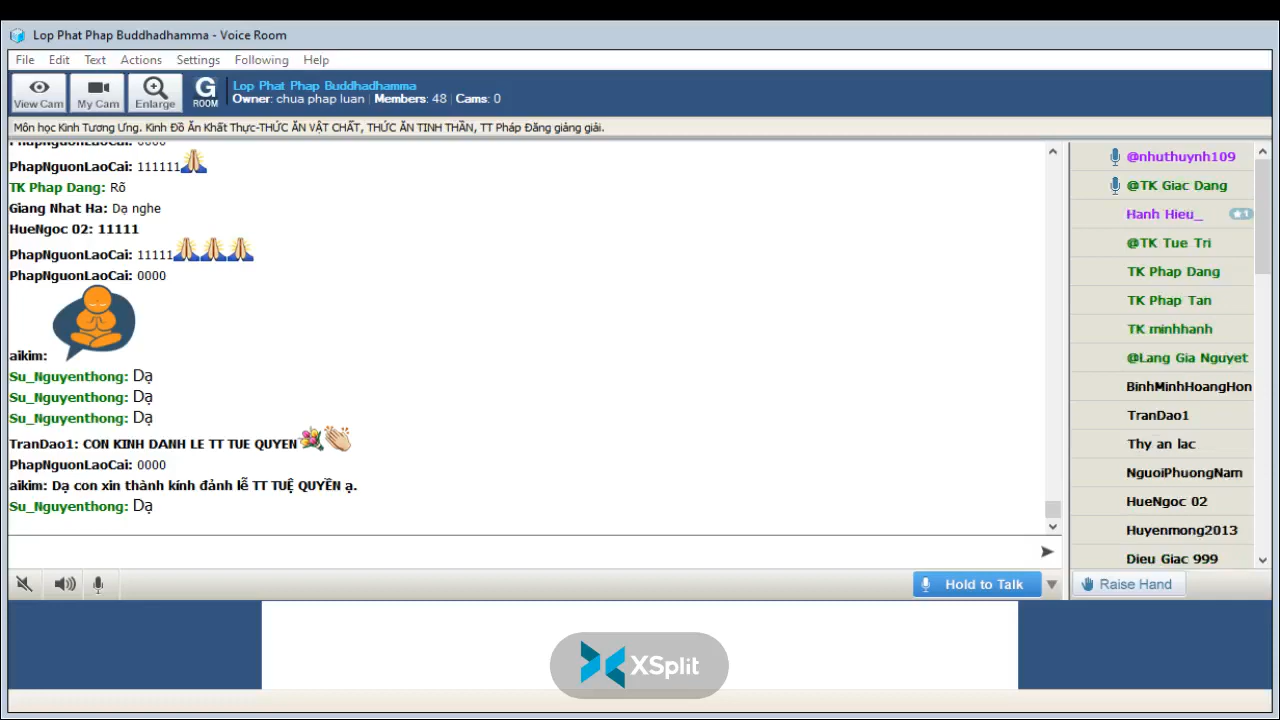 Lop Phat Phap Buddhadhamma - Voice Room
File Edit Text Actions Settings Following Help
View Cam
My Cam
Enlarge
G ROOM
Lop Phat Phap Buddhadhamma
Owner: chua phap luan | Members: 48 | Cams: 0
Môn học Kinh Tương Ưng. Kinh Đồ Ăn Khất Thực-THỨC ĂN VẬT CHẤT, THỨC ĂN TINH THẦN, TT Pháp Đăng giảng giải.
PhapNguonLaoCai: 0000
PhapNguonLaoCai: 111111
TK Phap Dang: Rõ
Giang Nhat Ha: Dạ nghe
HueNgoc 02: 11111
PhapNguonLaoCai: 11111
PhapNguonLaoCai: 0000
aikim:
Su_Nguyenthong: Dạ
Su_Nguyenthong: Dạ
Su_Nguyenthong: Dạ
TranDao1: CON KINH DANH LE TT TUE QUYEN
PhapNguonLaoCai: 0000
aikim: Dạ con xin thành kính đảnh lễ TT TUỆ QUYỀN ạ.
Su_Nguyenthong: Dạ
@nhuthuynh109
@TK Giac Dang
Hanh Hieu_
@TK Tue Tri
TK Phap Dang
TK Phap Tan
TK minhhanh
@Lang Gia Nguyet
BinhMinhHoangHon
TranDao1
Thy an lac
NguoiPhuongNam
HueNgoc 02
Huyenmong2013
Dieu Giac 999
Hold to Talk
Raise Hand
XSplit